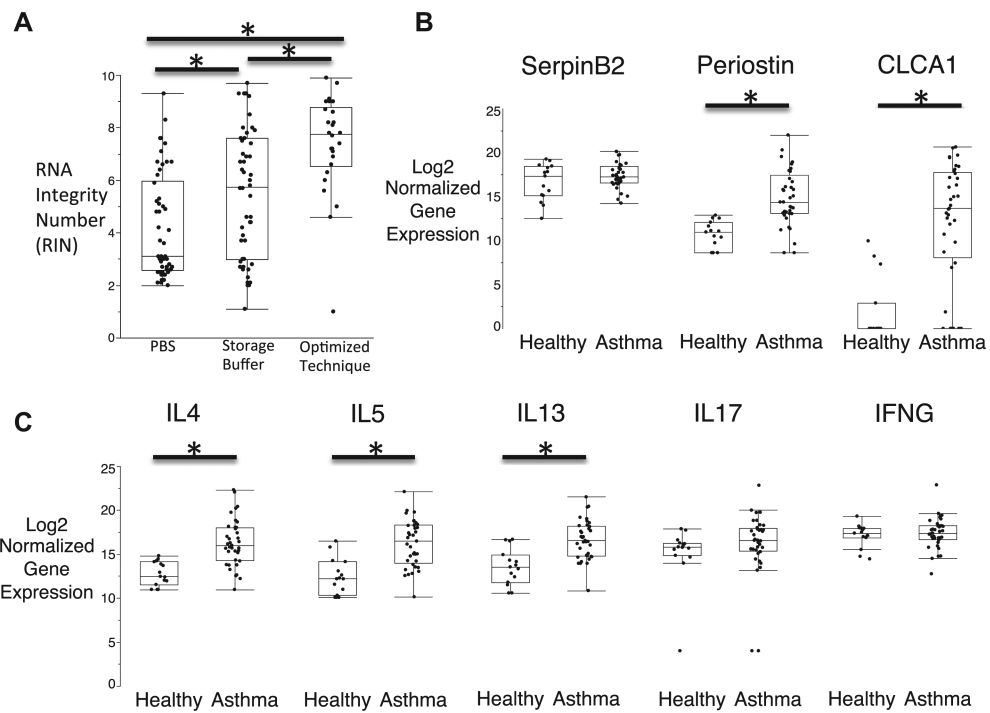 A
*
* *
10
8
6
4
2
0
RNA
Integrity
Number
(RIN)
PBS
Storage
Buffer
Optimized
Technique
B
SerpinB2 Periostin CLCA1
* *
25
20
15
10
5
0
Log2
Normalized
Gene
Expression
Healthy Asthma Healthy Asthma Healthy Asthma
C
IL4 IL5 IL13 IL17 IFNG
* * *
25
20
15
10
5
0
Log2
Normalized
Gene
Expression
Healthy Asthma Healthy Asthma Healthy Asthma Healthy Asthma Healthy Asthma